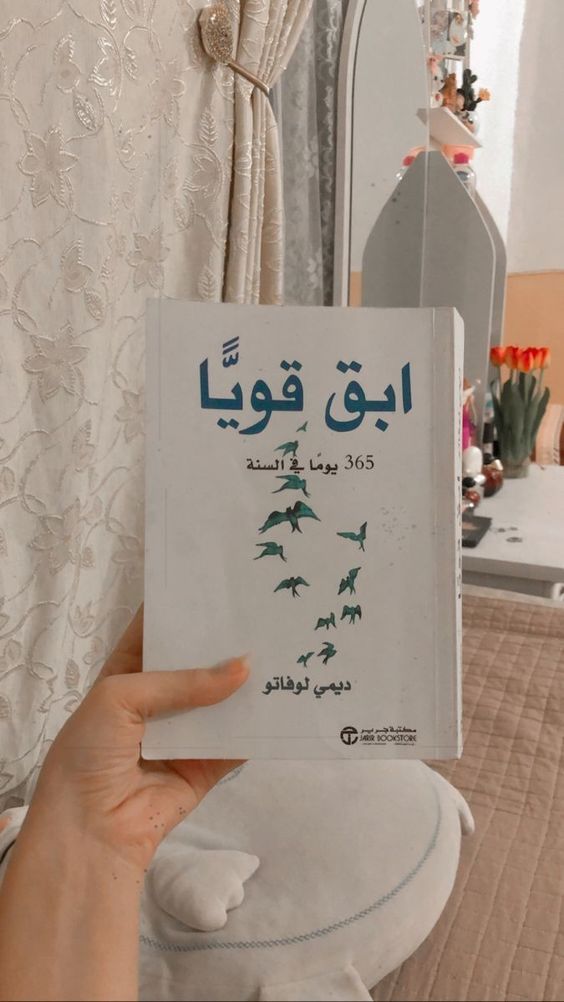 ابق قويًّا
365 يومًا في السنة
ديمي لوفاتو
مكتبة جرير
JARIR BOOKSTORE